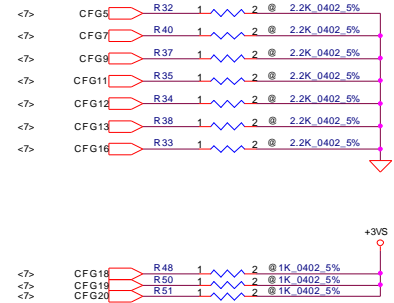 <7> CFG5 R32 1 2 @ 2.2K_0402_5%
<7> CFG7 R40 1 2 @ 2.2K_0402_5%
<7> CFG9 R37 1 2 @ 2.2K_0402_5%
<7> CFG11 R35 1 2 @ 2.2K_0402_5%
<7> CFG12 R34 1 2 @ 2.2K_0402_5%
<7> CFG13 R38 1 2 @ 2.2K_0402_5%
<7> CFG16 R33 1 2 @ 2.2K_0402_5%
+3VS
<7> CFG18 R48 1 2 @1K_0402_5%
<7> CFG19 R50 1 2 @1K_0402_5%
<7> CFG20 R51 1 2 @1K_0402_5%